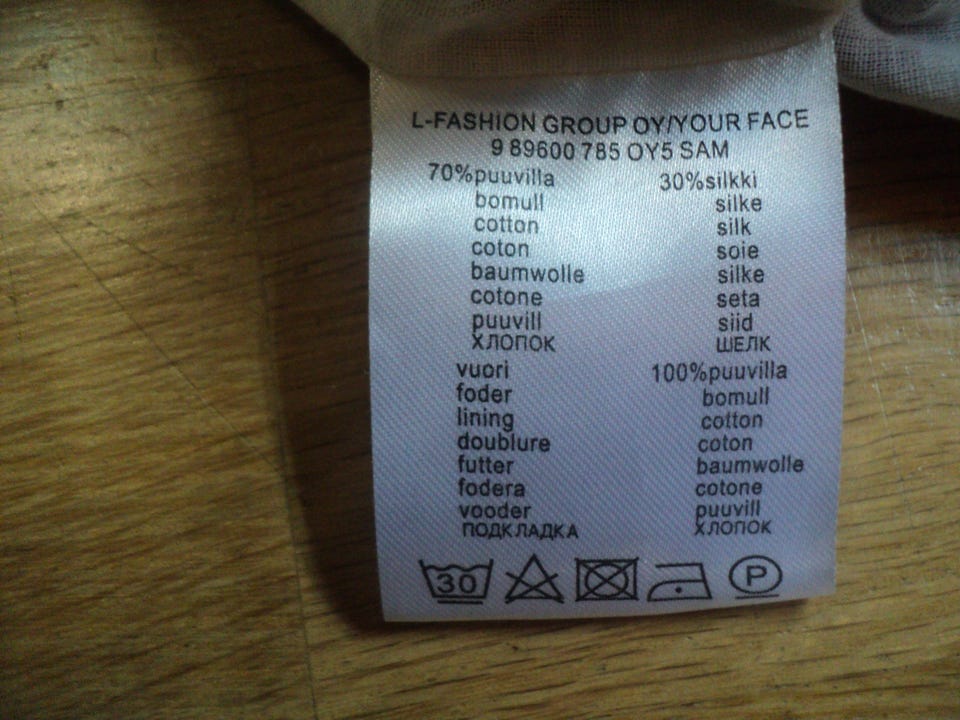 L-FASHION GROUP OY/YOUR FACE
9 89600 785 OY5 SAM
70%puuvilla 30%silkki
bomull silke
cotton silk
coton soie
baumwolle silke
cotone seta
puuvill siid
ХЛОПОК ШЕЛК
vuori 100%puuvilla
foder bomull
lining cotton
doublure coton
futter baumwolle
fodera cotone
vooder puuvill
ПОДКЛАДКА ХЛОПОК
30 P